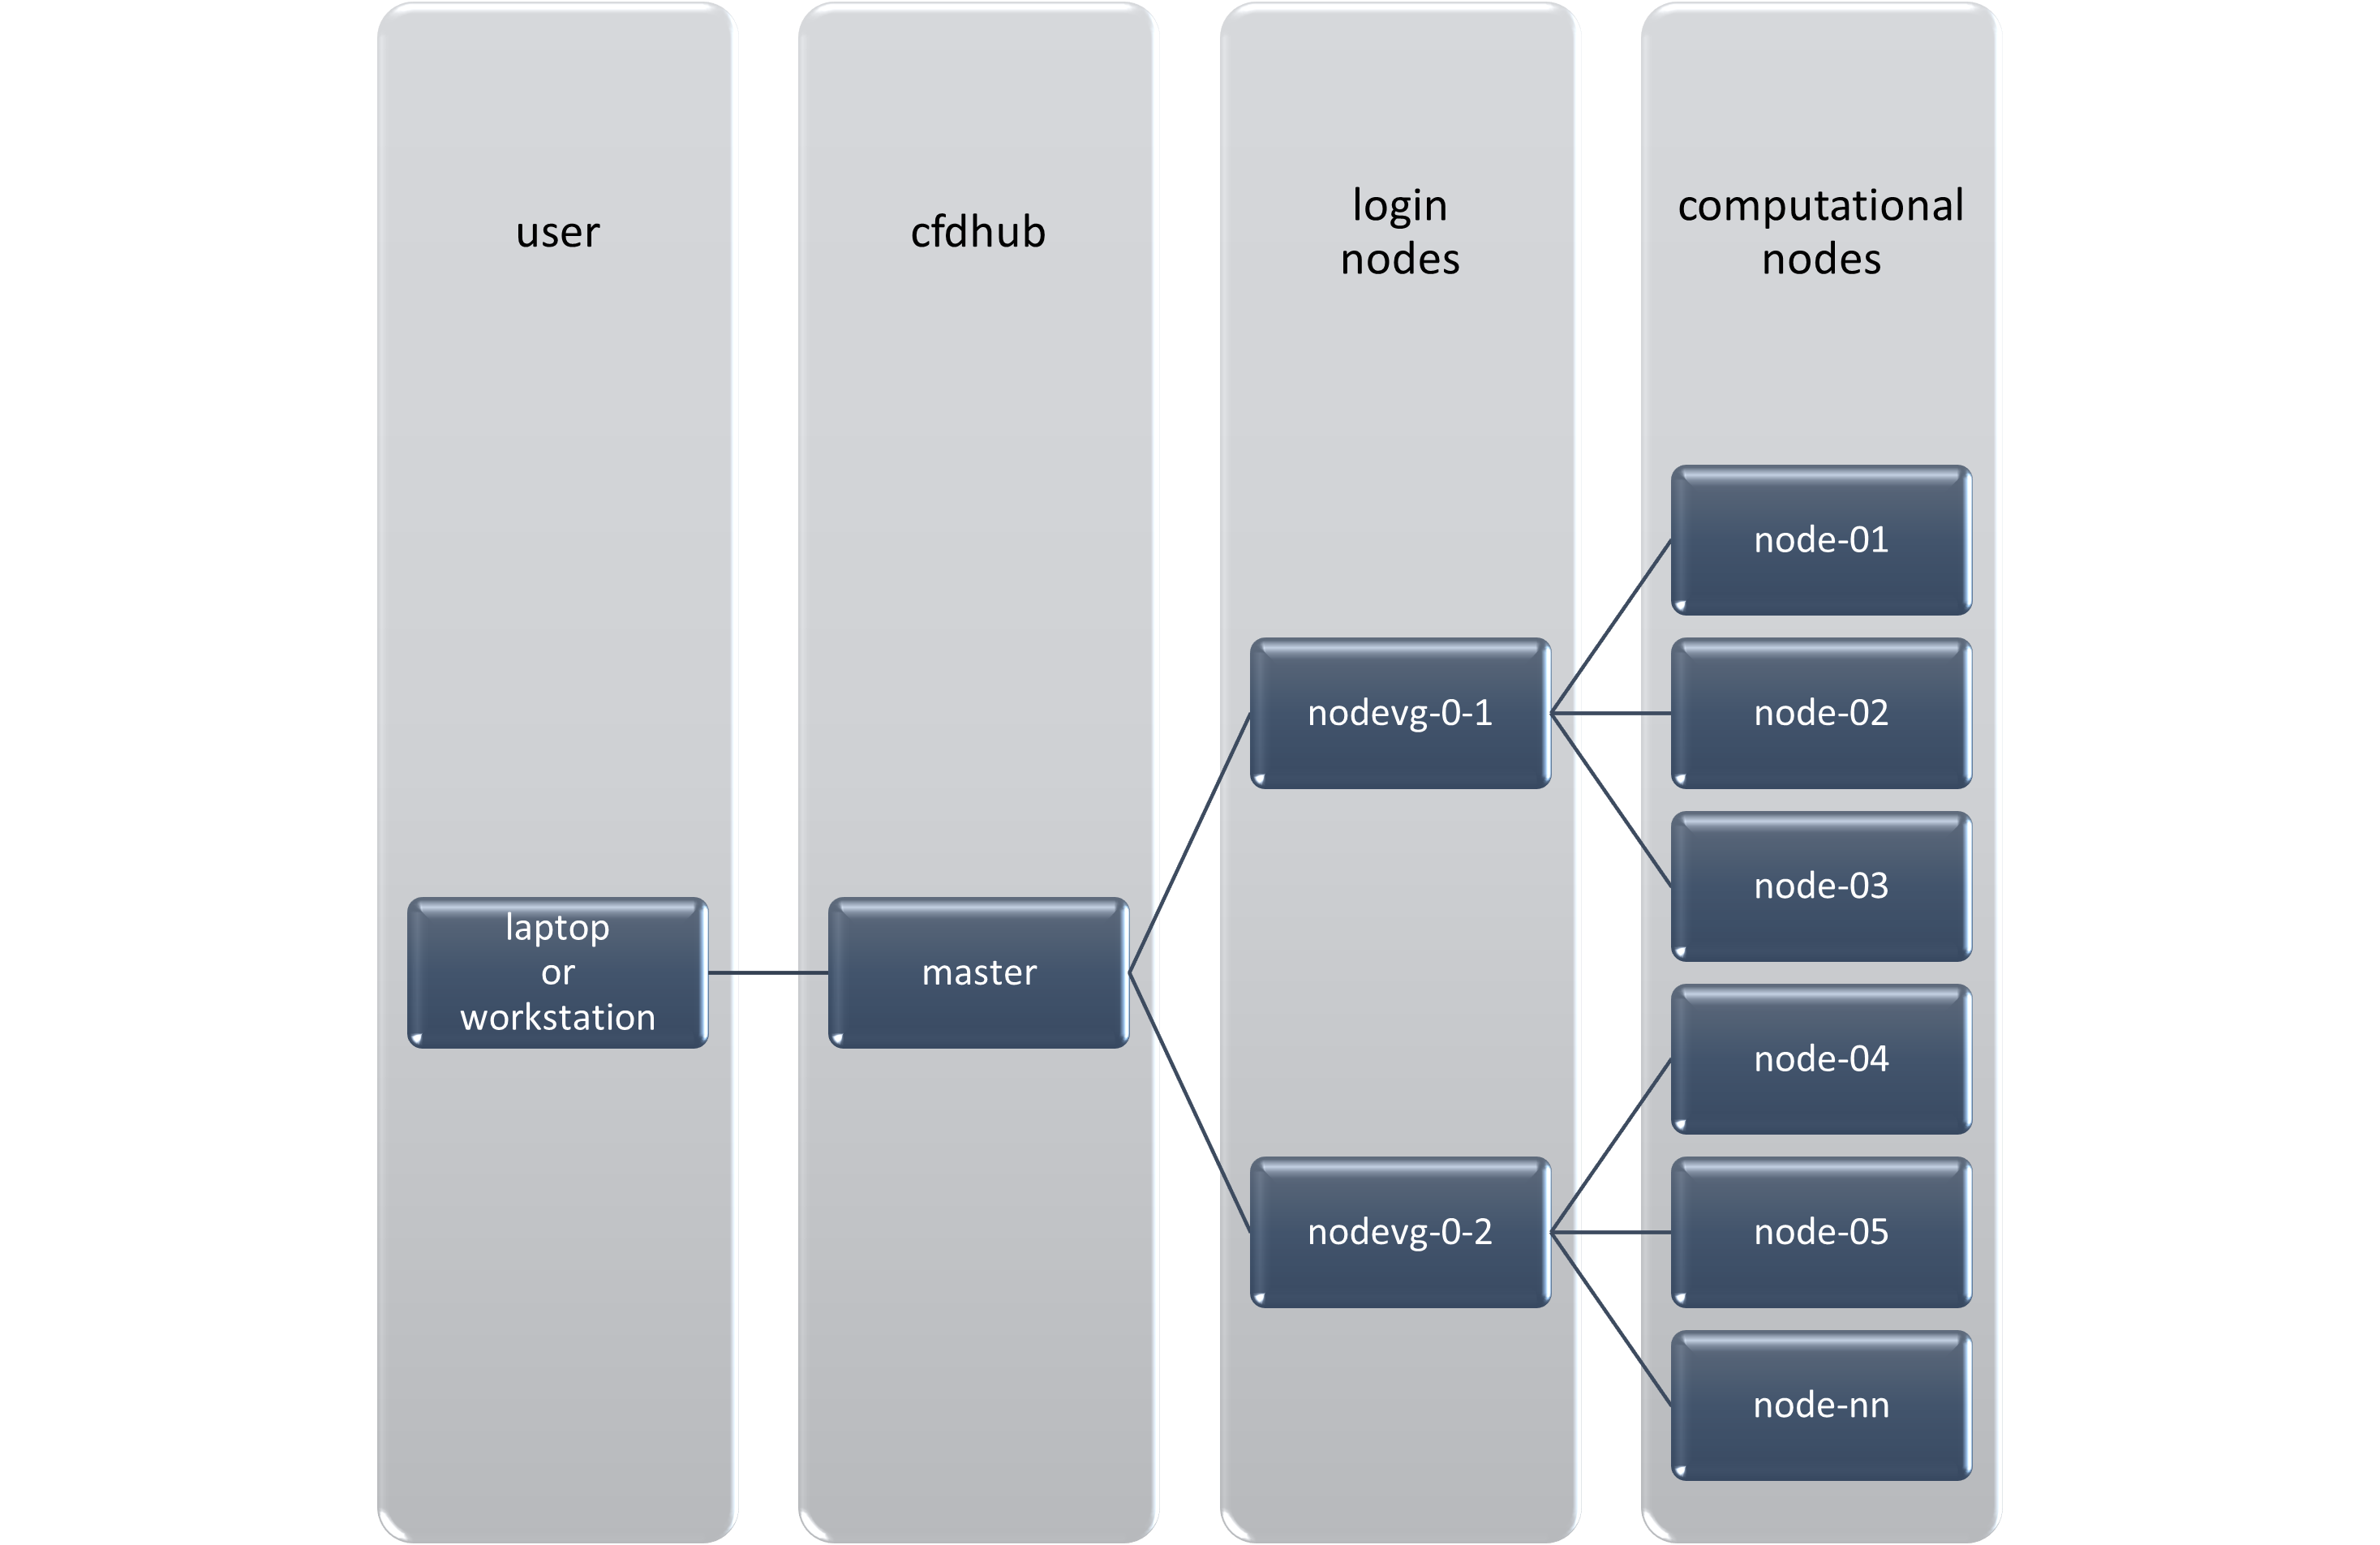 user
cfdhub
login
nodes
computational
nodes
laptop
or
workstation
master
nodevg-0-1
nodevg-0-2
node-01
node-02
node-03
node-04
node-05
node-nn